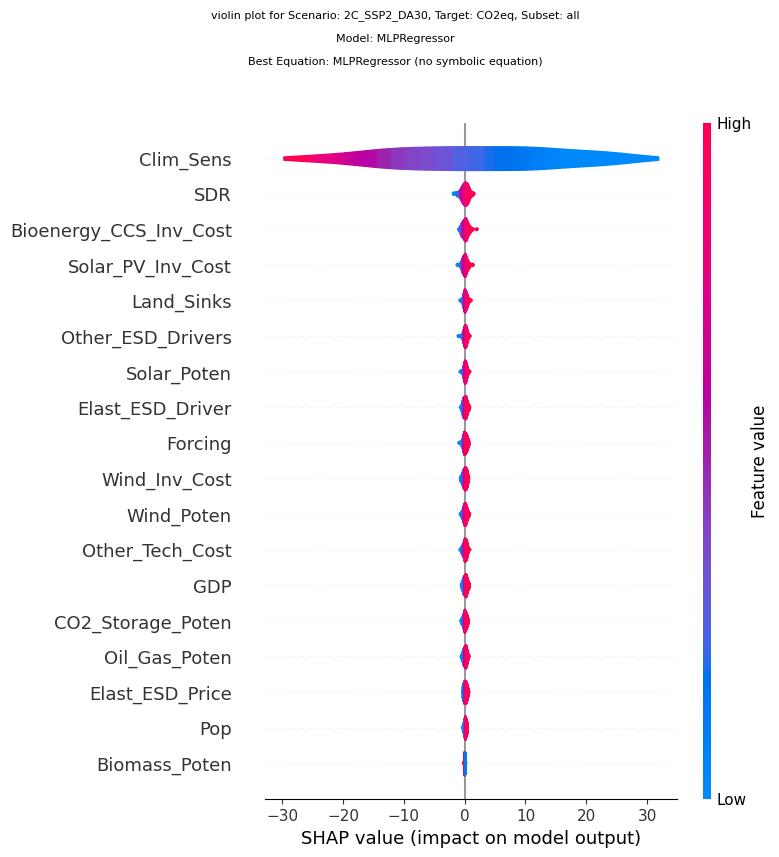 violin plot for Scenario: 2C_SSP2_DA30, Target: CO2eq, Subset: all
Model: MLPRegressor
Best Equation: MLPRegressor (no symbolic equation)
High
Clim_Sens
SDR
Bioenergy_CCS_Inv_Cost
Solar_PV_Inv_Cost
Land_Sinks
Other_ESD_Drivers
Solar_Poten
Elast_ESD_Driver
Forcing
Wind_Inv_Cost
Wind_Poten
Other_Tech_Cost
GDP
CO2_Storage_Poten
Oil_Gas_Poten
Elast_ESD_Price
Pop
Biomass_Poten
Feature value
Low
−30 −20 −10 0 10 20 30
SHAP value (impact on model output)